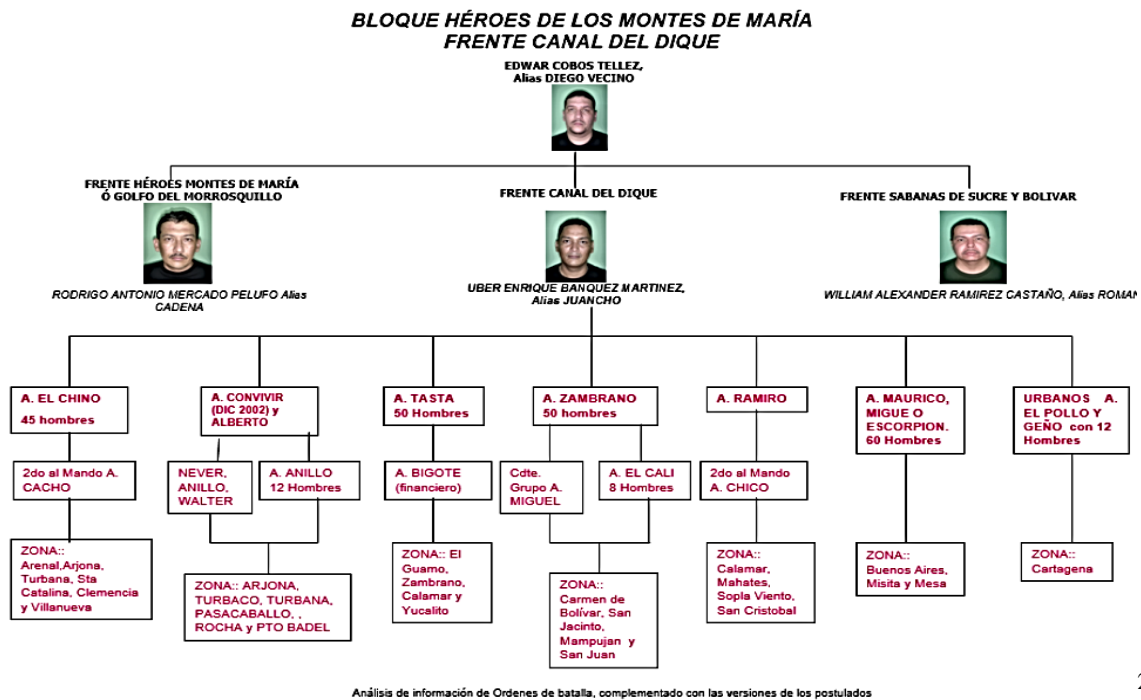 BLOQUE HÉROES DE LOS MONTES DE MARÍA
FRENTE CANAL DEL DIQUE
EDWAR COBOS TELLEZ,
Alias DIEGO VECINO
FRENTE HÉROES MONTES DE MARÍA
Ó GOLFO DEL MORROSQUILLO
RODRIGO ANTONIO MERCADO PELUFO Alias
CADENA
FRENTE CANAL DEL DIQUE
UBER ENRIQUE BANQUEZ MARTINEZ,
Alias JUANCHO
FRENTE SABANAS DE SUCRE Y BOLIVAR
WILLIAM ALEXANDER RAMIREZ CASTAÑO, Alias ROMAN
A. EL CHINO
45 hombres
A. CONVIVIR
(DIC 2002) y
ALBERTO
A. TASTA
50 Hombres
A. ZAMBRANO
50 hombres
A. RAMIRO
A. MAURICO,
MIGUE O
ESCORPION.
60 Hombres
URBANOS A.
EL POLLO Y
GEÑO con 12
Hombres
2do al Mando A.
CACHO
NEVER,
ANILLO,
WALTER
A. ANILLO
12 Hombres
A. BIGOTE
(financiero)
Cdte.
Grupo A.
MIGUEL
A. EL CALI
8 Hombres
2do al Mando
A. CHICO
ZONA::
Arenal,Arjona,
Turbana, Sta
Catalina, Clemencia
y Villanueva
ZONA:: ARJONA,
TURBACO, TURBANA,
PASACABALLO, ,
ROCHA y PTO BADEL
ZONA:: El
Guamo,
Zambrano,
Calamar y
Yucalito
ZONA::
Carmen de
Bolívar, San
Jacinto,
Mampujan y
San Juan
ZONA::
Calamar,
Mahates,
Sopla Viento,
San Cristobal
ZONA::
Buenos Aires,
Misita y Mesa
ZONA::
Cartagena
Análisis de información de Ordenes de batalla, complementado con las versiones de los postulados